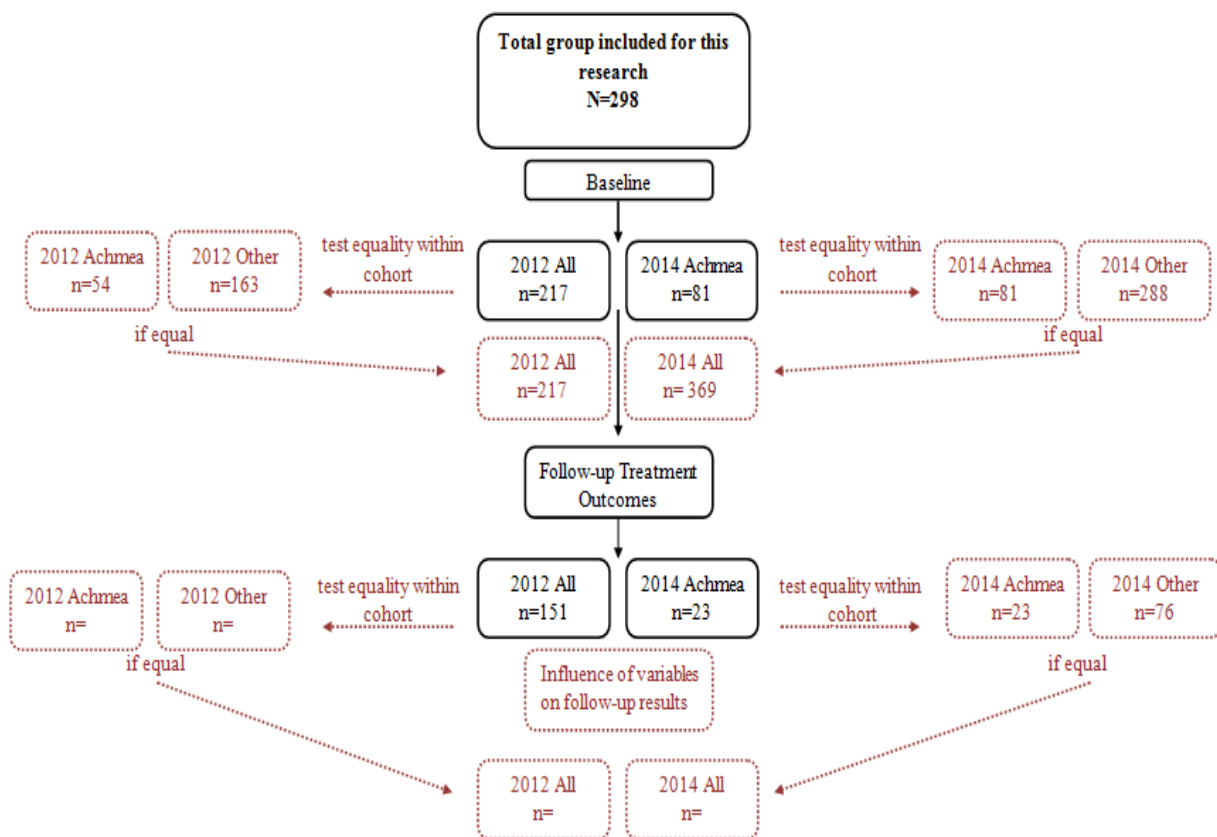 Total group included for this
research
N=298
Baseline
2012 Achmea
n=54
2012 Other
n=163
test equality within
cohort
2012 All
n=217
2014 Achmea
n=81
test equality within
cohort
2014 Achmea
n=81
2014 Other
n=288
if equal
if equal
2012 All
n=217
2014 All
n= 369
Follow-up Treatment
Outcomes
2012 Achmea
n=
2012 Other
n=
test equality within
cohort
2012 All
n=151
2014 Achmea
n=23
test equality within
cohort
2014 Achmea
n=23
2014 Other
n=76
if equal
if equal
Influence of variables
on follow-up results
2012 All
n=
2014 All
n=